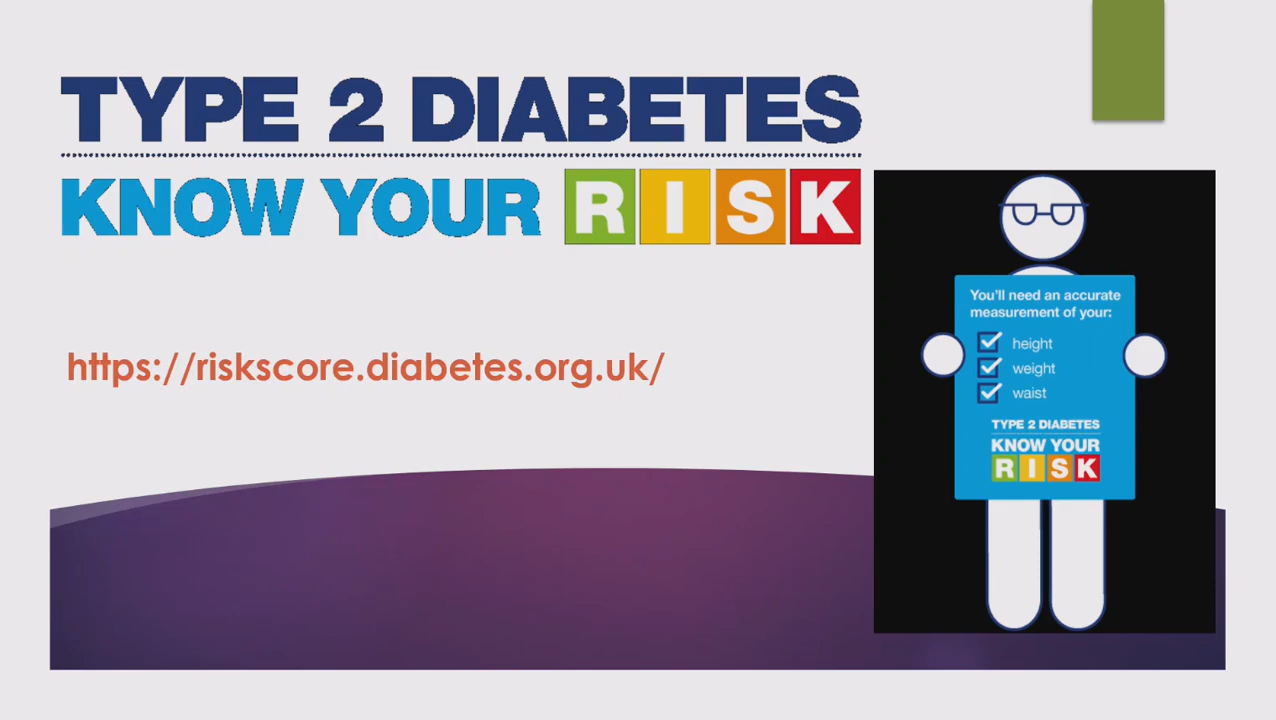 TYPE 2 DIABETES
KNOW YOUR RISK
https://riskscore.diabetes.org.uk/
You'll need an accurate
measurement of your:
height
weight
waist
TYPE 2 DIABETES
KNOW YOUR
RISK